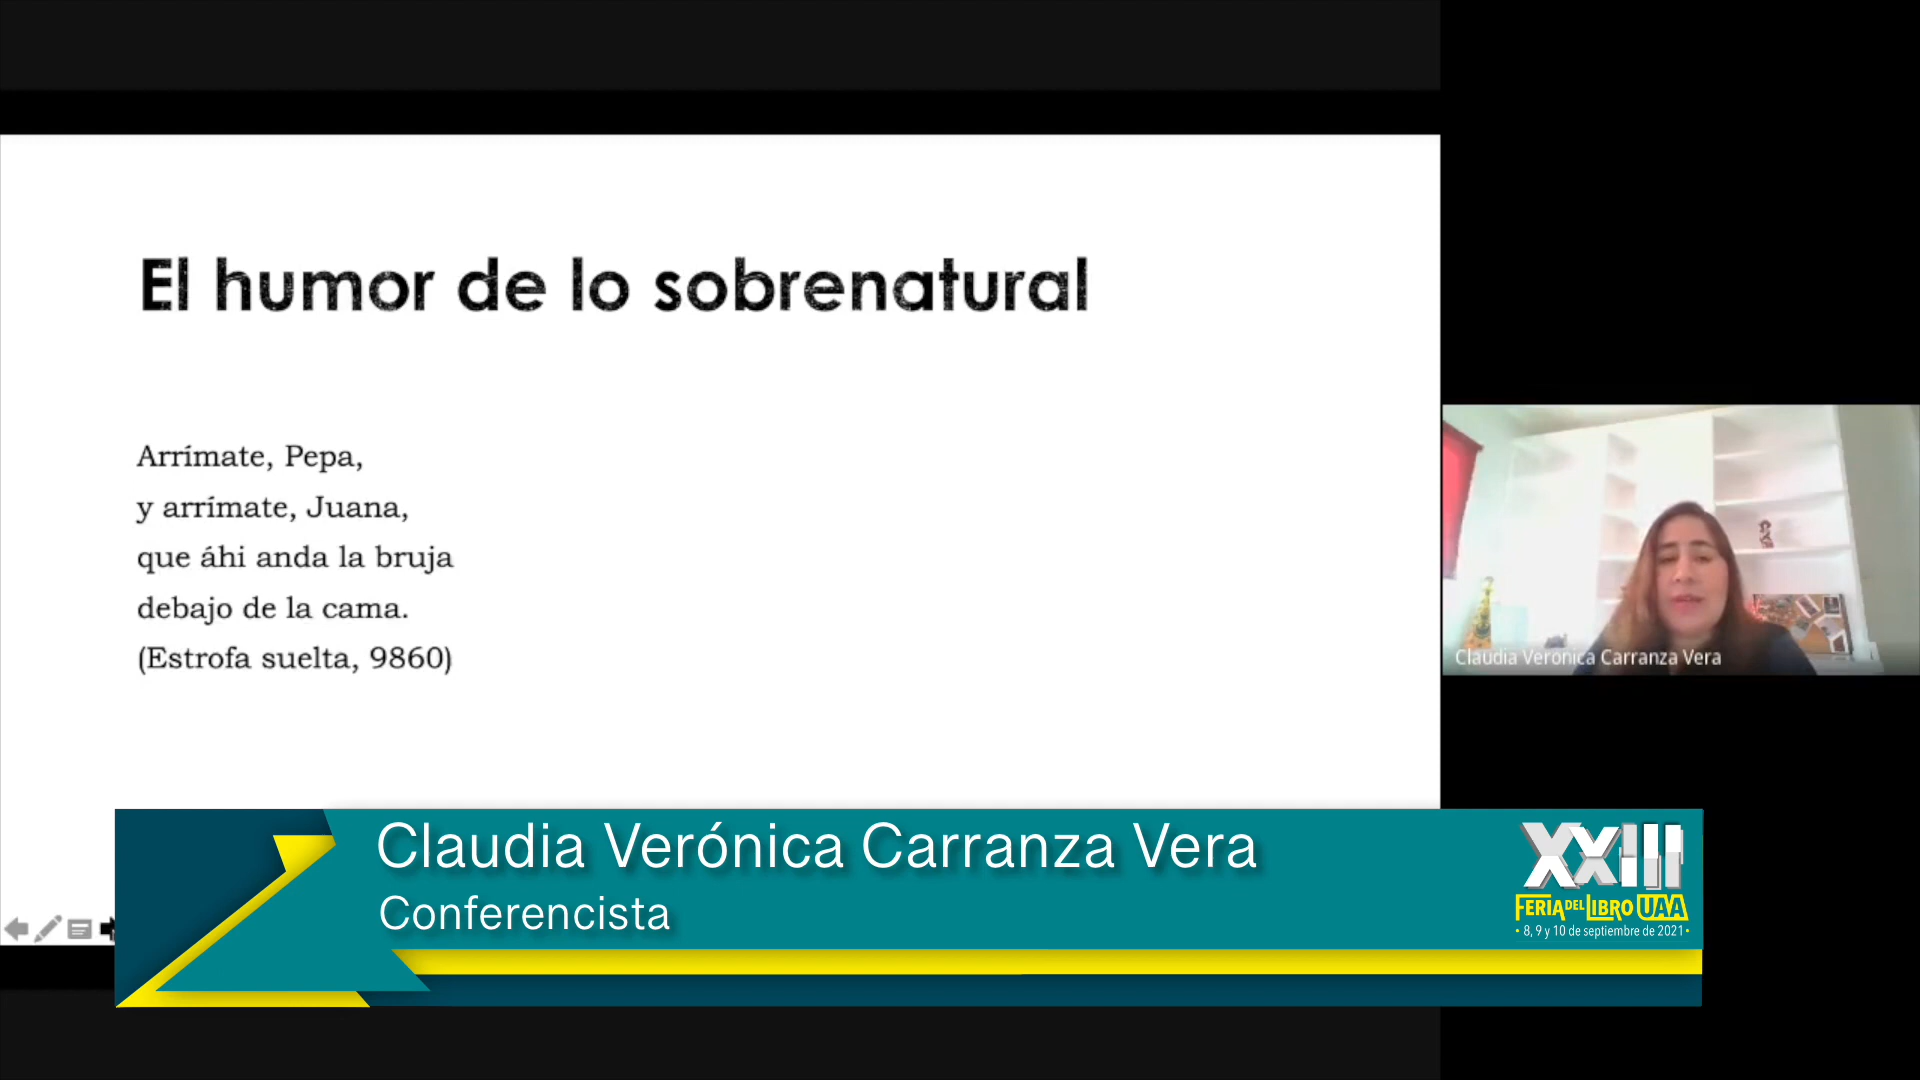 El humor de lo sobrenatural
Arrímate, Pepa,
y arrímate, Juana,
que áhi anda la bruja
debajo de la cama.
(Estrofa suelta, 9860)
Claudia Verónica Carranza Vera
Claudia Verónica Carranza Vera
Conferencista
XXIII
FERIA DEL LIBRO UAA
• 8, 9 y 10 de septiembre de 2021 •